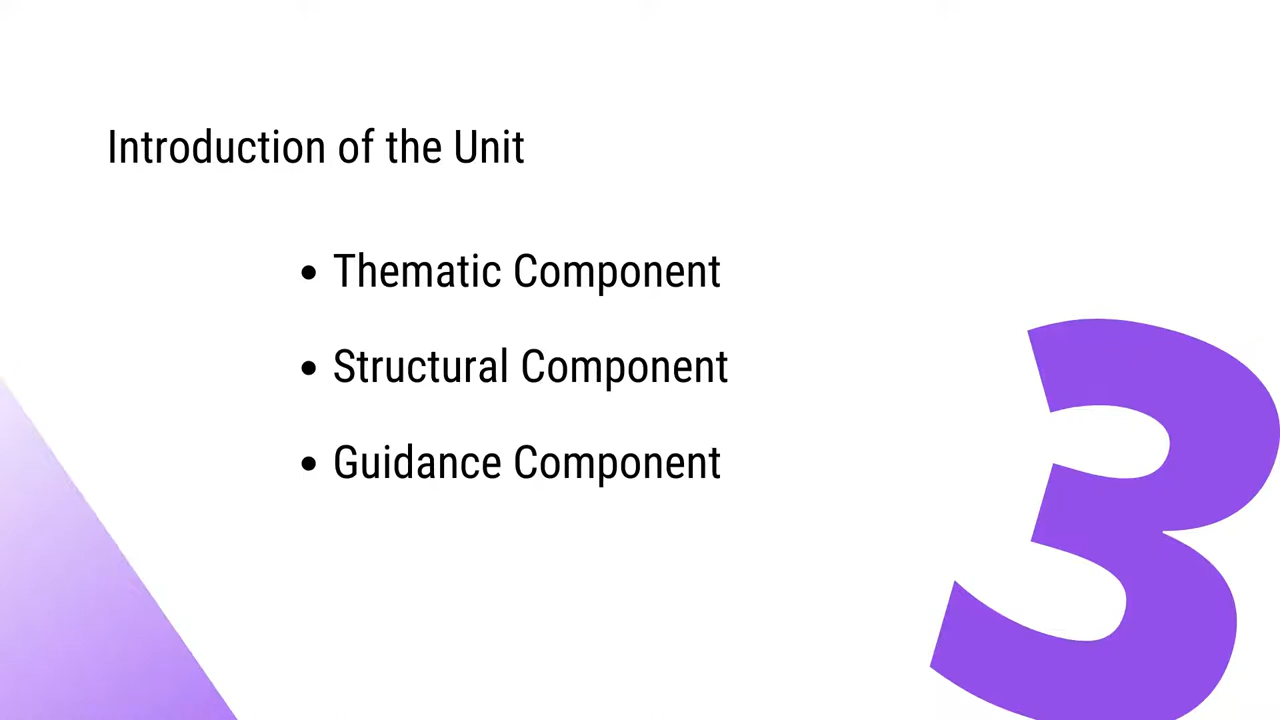 Introduction of the Unit
• Thematic Component
• Structural Component
• Guidance Component
3